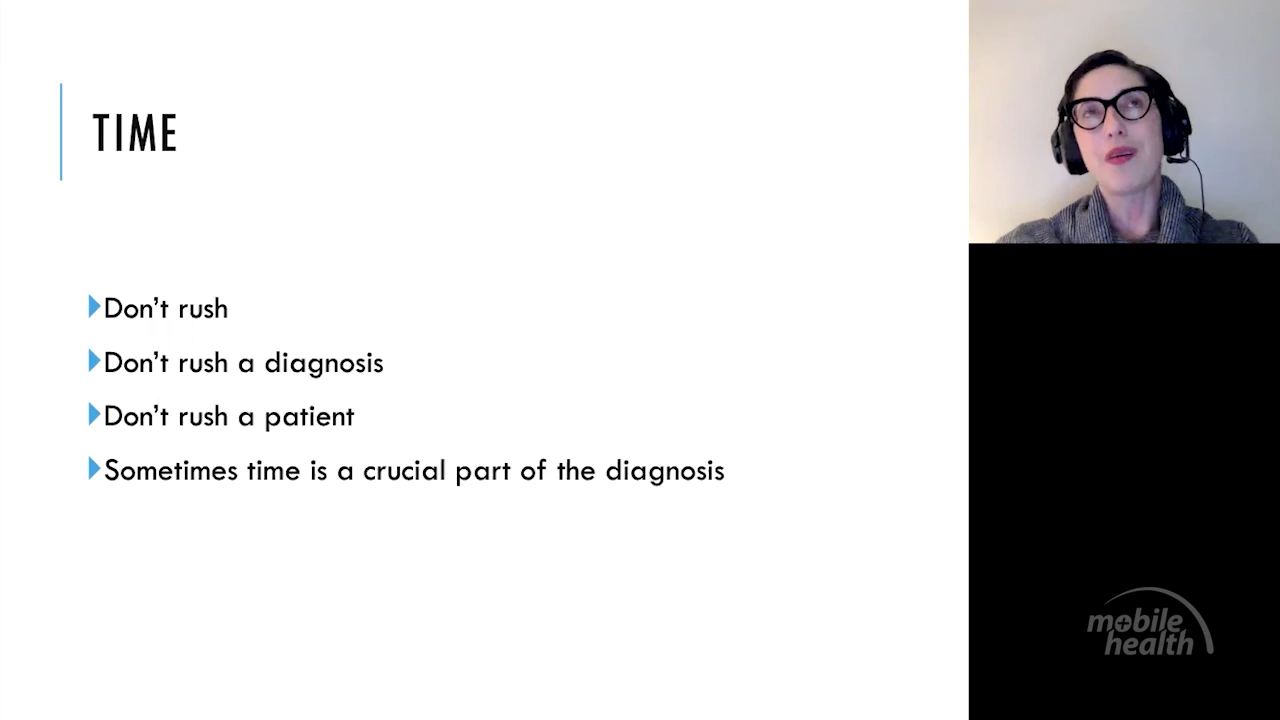 TIME
Don’t rush
Don’t rush a diagnosis
Don’t rush a patient
Sometimes time is a crucial part of the diagnosis
mobile
health